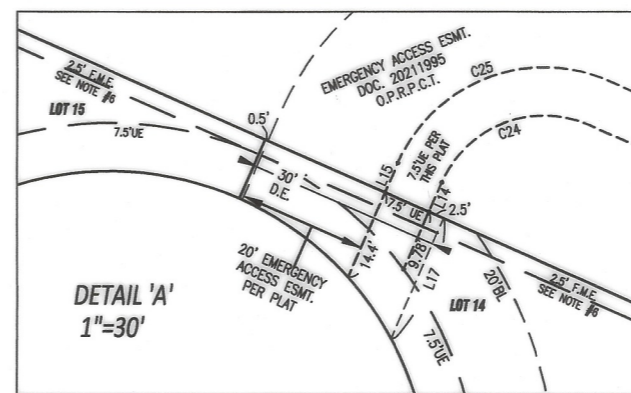 EMERGENCY ACCESS ESMT.
DOC. 20211995
O.P.R.P.C.T.
2.5' F.M.E.
SEE NOTE #6
LOT 15
7.5'UE
0.5'
30'
D.E.
C25
C24
7.5'UE PER
THIS PLAT
L15
L14
7.5' UE
2.5'
14.4'
9.78'
L17
20' EMERGENCY
ACCESS ESMT.
PER PLAT
20'BL
2.5' F.M.E.
SEE NOTE #6
LOT 14
7.5'UE
DETAIL 'A'
1"=30'